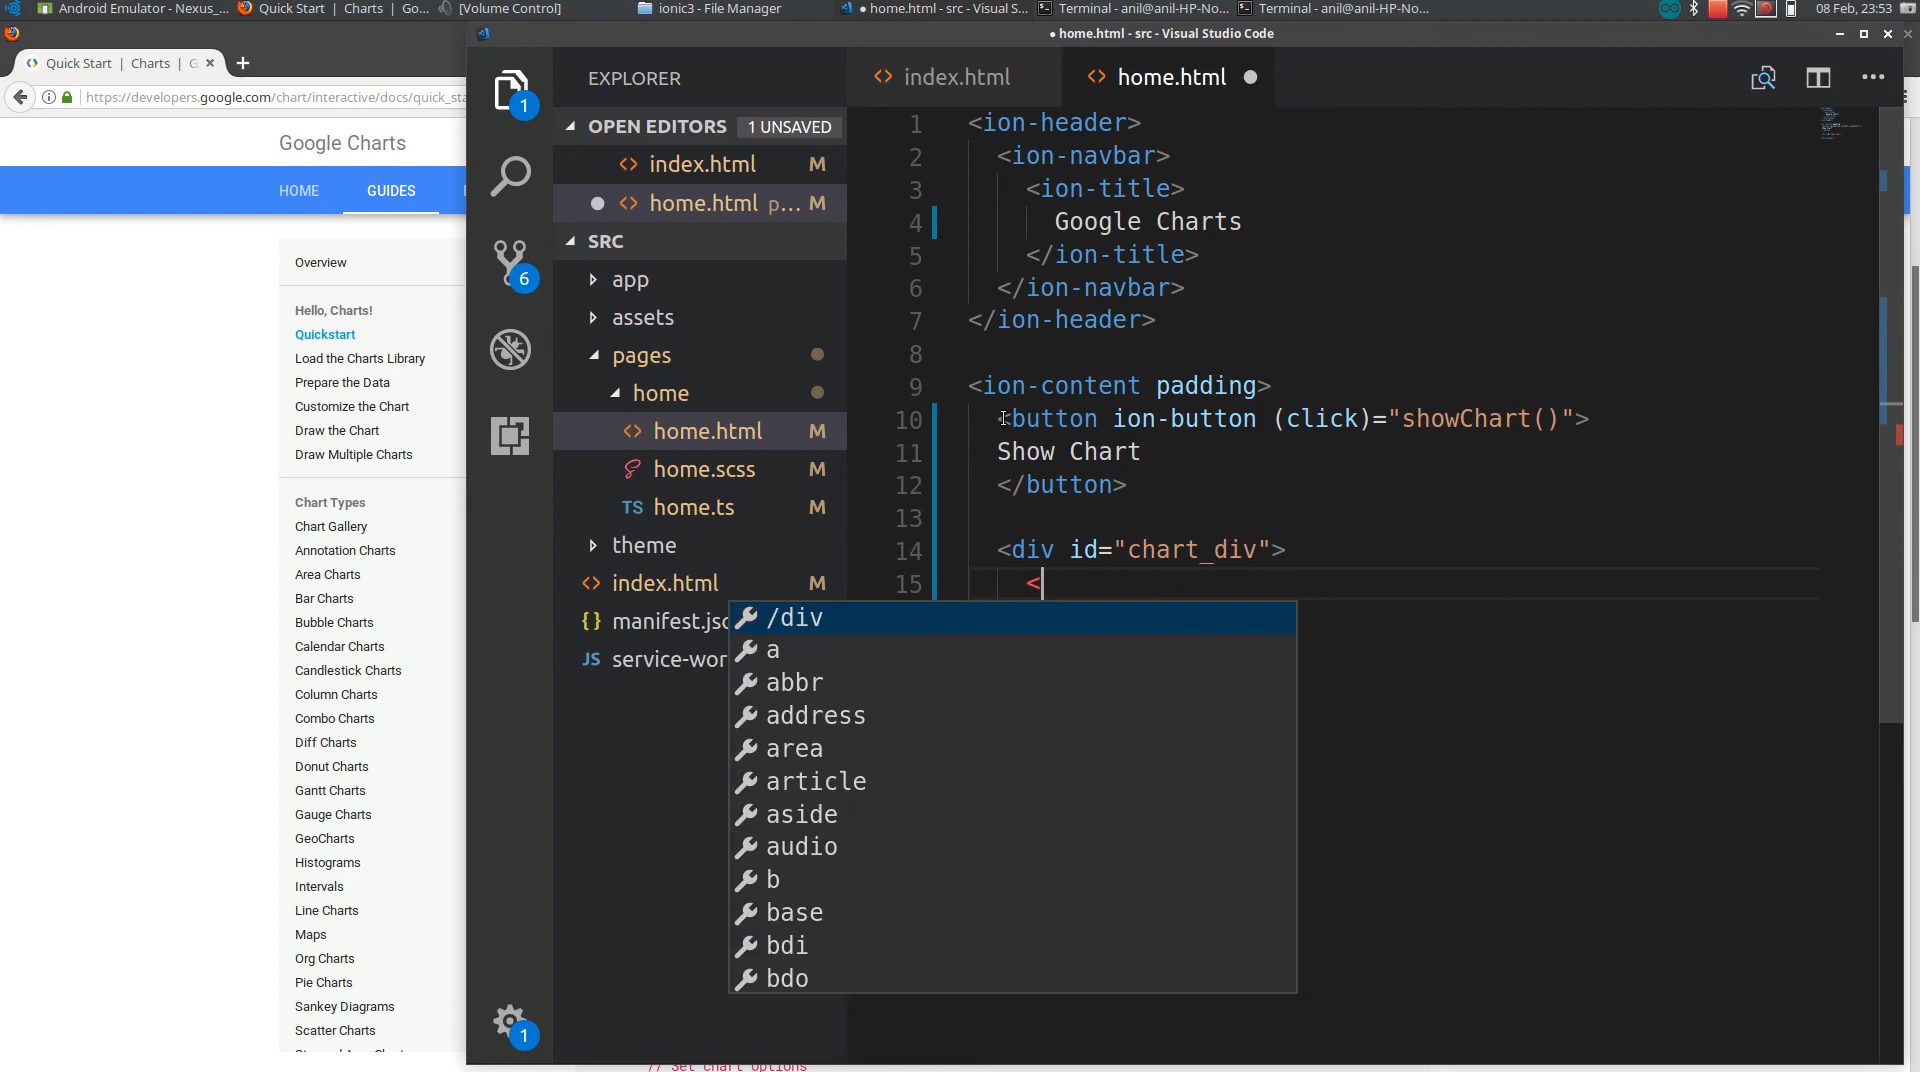 Android Emulator - Nexus_...
Quick Start | Charts | Go...
[Volume Control]
ionic3 - File Manager
● home.html - src - Visual S...
Terminal - anil@anil-HP-No...
Terminal - anil@anil-HP-No...
08 Feb, 23:53
● home.html - src - Visual Studio Code
Quick Start | Charts | G
https://developers.google.com/chart/interactive/docs/quick_sta
Google Charts
HOME
GUIDES
Overview
Hello, Charts!
Quickstart
Load the Charts Library
Prepare the Data
Customize the Chart
Draw the Chart
Draw Multiple Charts
Chart Types
Chart Gallery
Annotation Charts
Area Charts
Bar Charts
Bubble Charts
Calendar Charts
Candlestick Charts
Column Charts
Combo Charts
Diff Charts
Donut Charts
Gantt Charts
Gauge Charts
GeoCharts
Histograms
Intervals
Line Charts
Maps
Org Charts
Pie Charts
Sankey Diagrams
Scatter Charts
// Set chart options
1
6
1
EXPLORER
OPEN EDITORS 1 UNSAVED
index.html M
home.html p... M
SRC
app
assets
pages
home
home.html M
home.scss M
TS home.ts M
theme
index.html M
{} manifest.jsc
JS service-wor
index.html
home.html
1 <ion-header>
2 <ion-navbar>
3 <ion-title>
4 Google Charts
5 </ion-title>
6 </ion-navbar>
7 </ion-header>
8
9 <ion-content padding>
10 <button ion-button (click)="showChart()">
11 Show Chart
12 </button>
13
14 <div id="chart_div">
15 <
/div
a
abbr
address
area
article
aside
audio
b
base
bdi
bdo